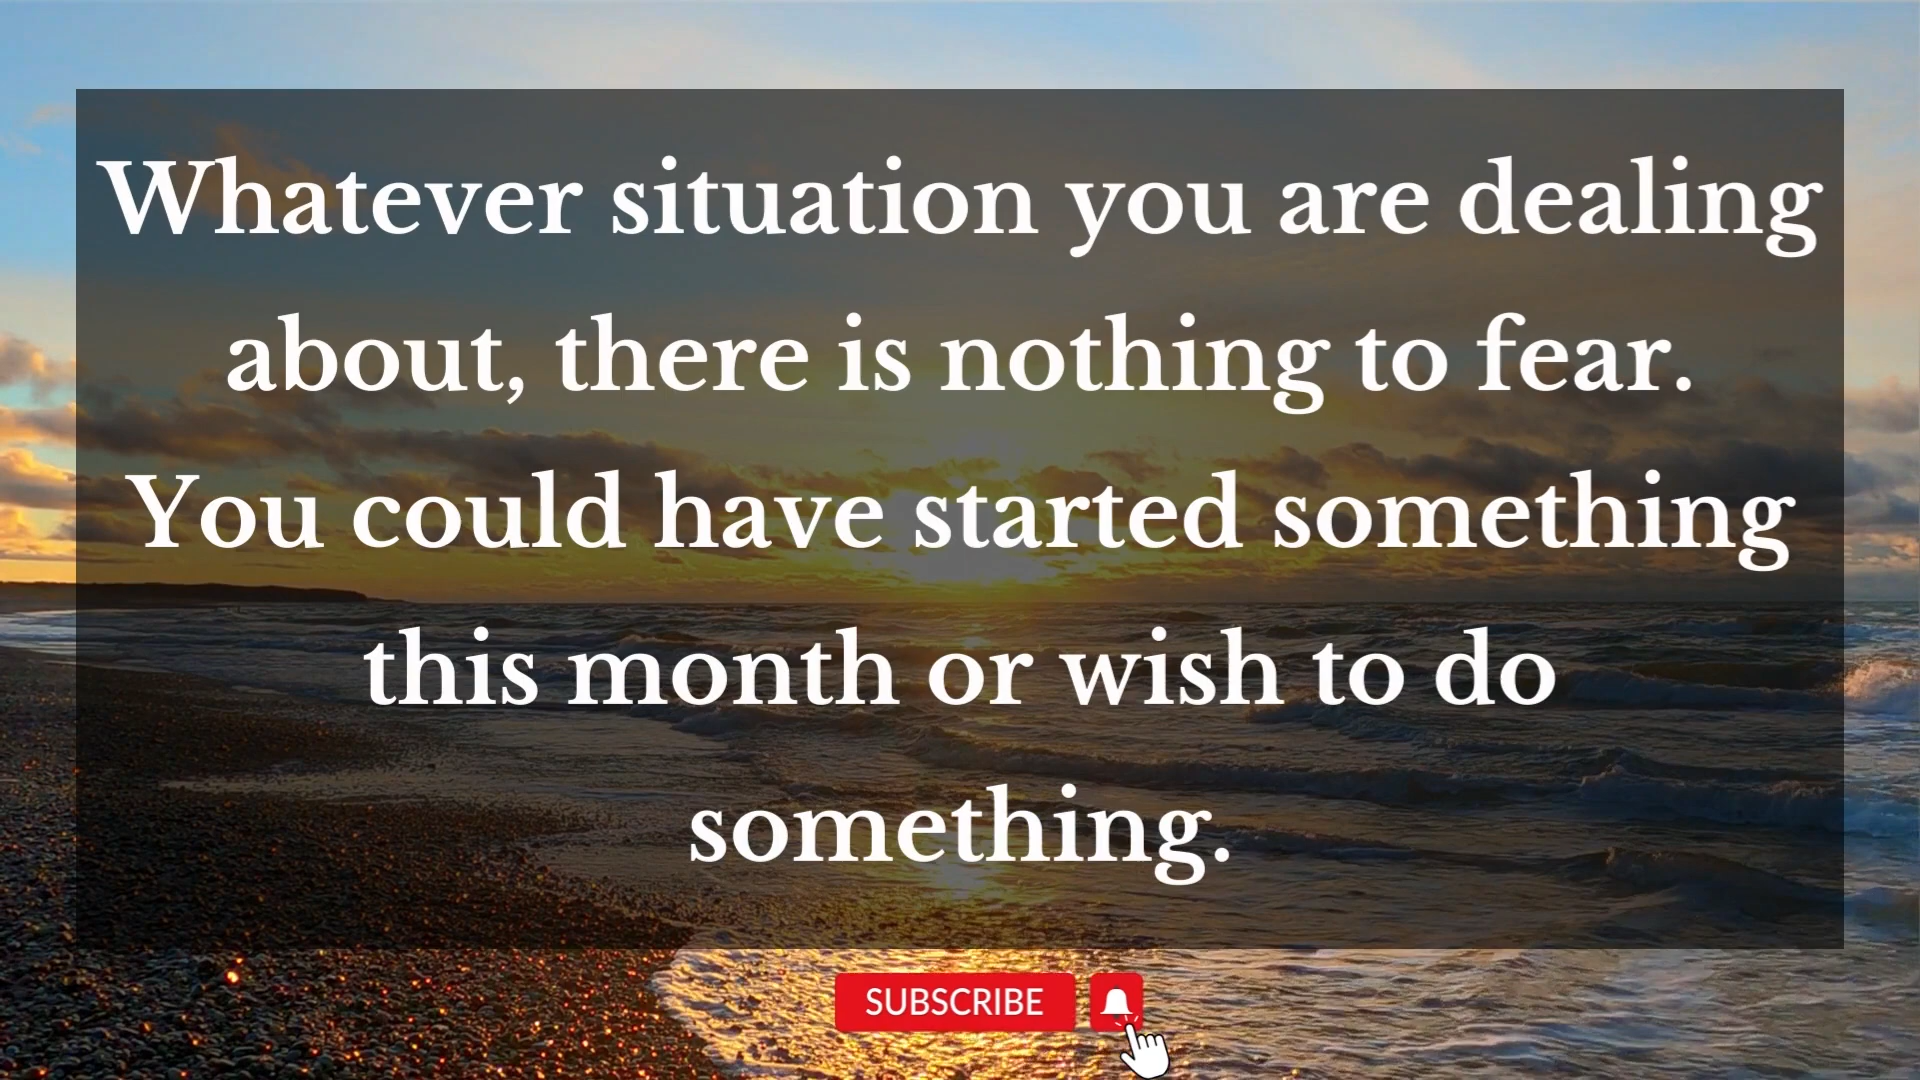 Whatever situation you are dealing
about, there is nothing to fear.
You could have started something
this month or wish to do
something.
SUBSCRIBE